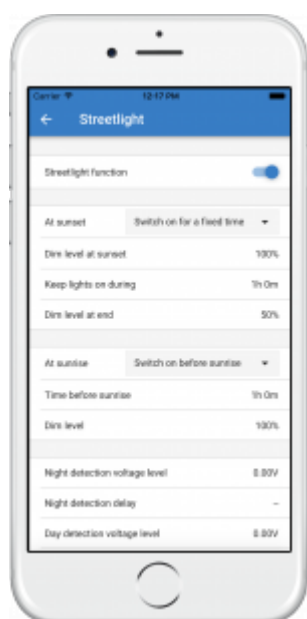 Carrier 12:17 PM
Streetlight
Streetlight function
At sunset Switch on for a fixed time
Dim level at sunset 100%
Keep lights on during 1h 0m
Dim level at end 50%
At sunrise Switch on before sunrise
Time before sunrise 1h 0m
Dim level 100%
Night detection voltage level 0.00V
Night detection delay --
Day detection voltage level 0.00V